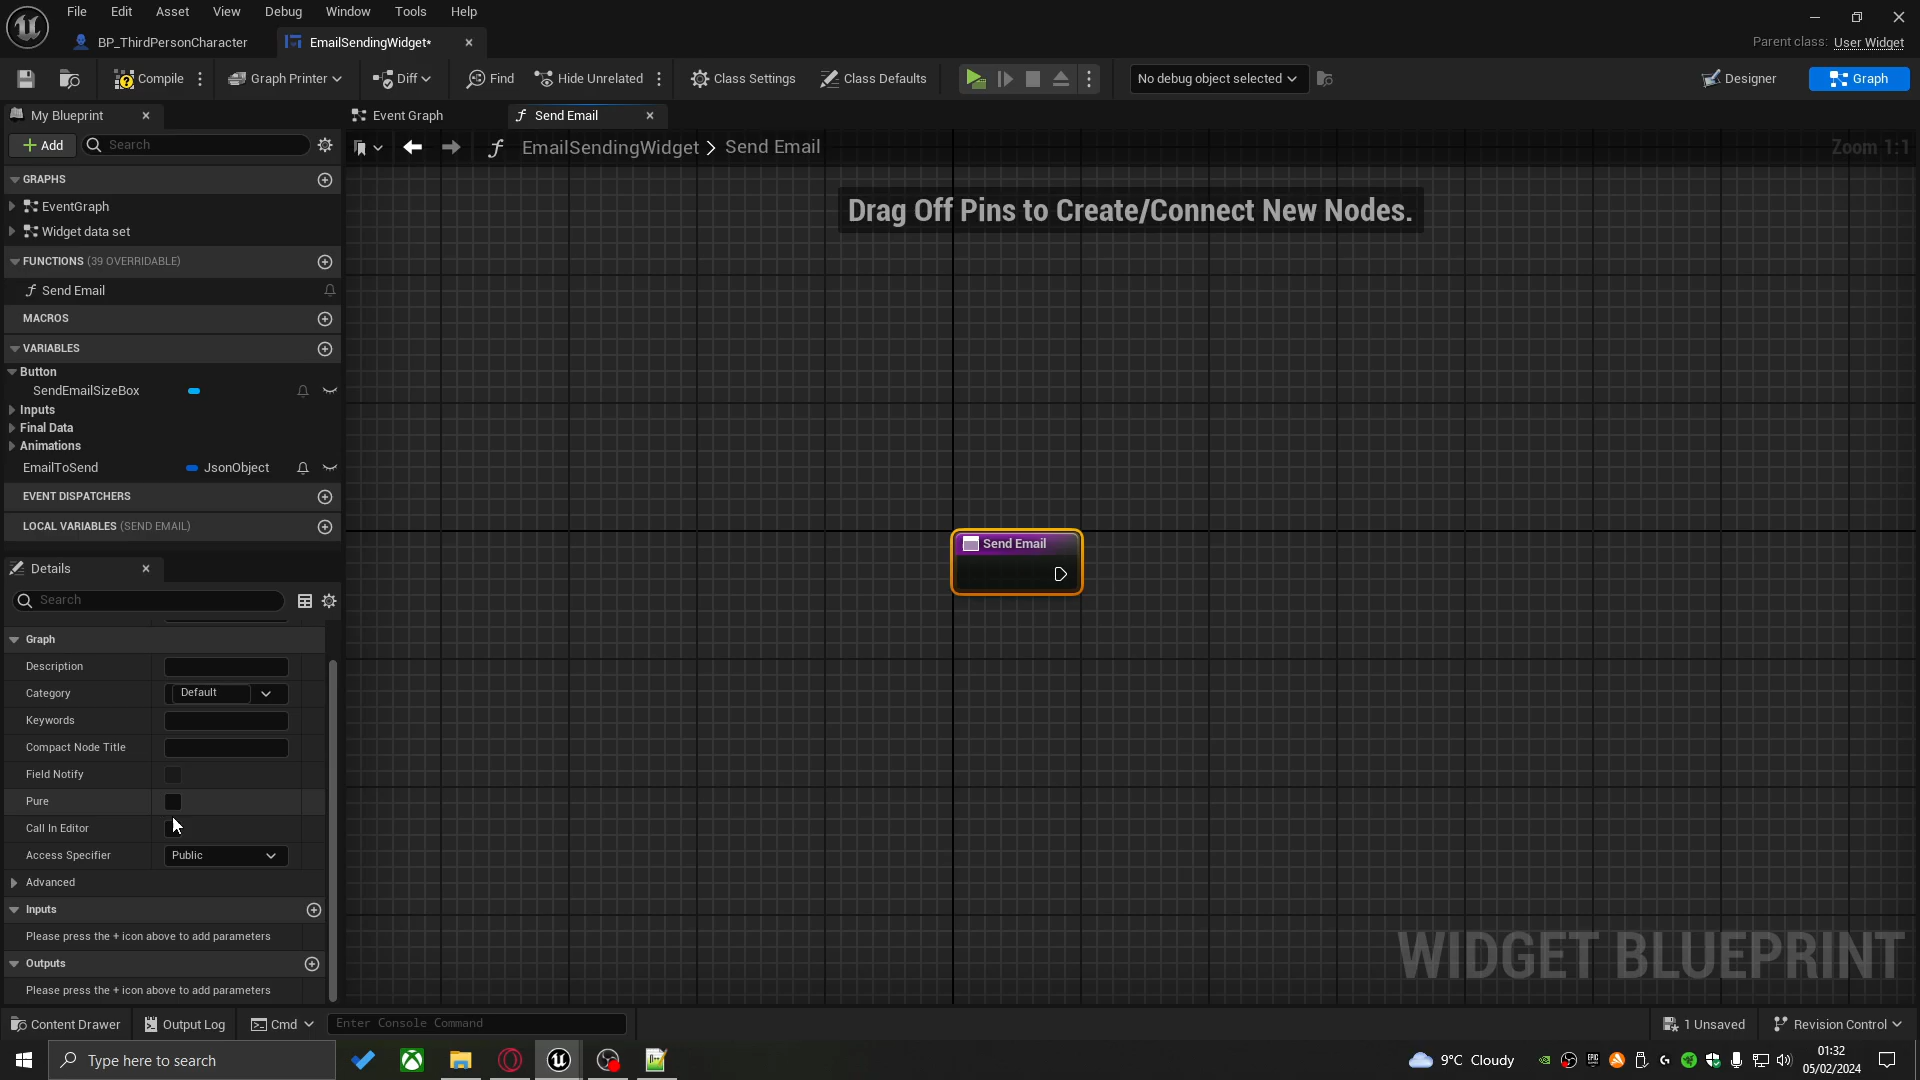 File Edit Asset View Debug Window Tools Help
BP_ThirdPersonCharacter
EmailSendingWidget*
Parent class: User Widget
Compile
Graph Printer
Diff
Find
Hide Unrelated
Class Settings
Class Defaults
No debug object selected
Designer
Graph
My Blueprint
Event Graph
Send Email
Add
Search
EmailSendingWidget > Send Email
Zoom 1:1
GRAPHS
EventGraph
Widget data set
Drag Off Pins to Create/Connect New Nodes.
FUNCTIONS (39 OVERRIDABLE)
Send Email
MACROS
VARIABLES
Button
SendEmailSizeBox
Inputs
Final Data
Animations
EmailToSend JsonObject
EVENT DISPATCHERS
LOCAL VARIABLES (SEND EMAIL)
Send Email
Details
Search
Graph
Description
Category Default
Keywords
Compact Node Title
Field Notify
Pure
Call In Editor
Access Specifier Public
Advanced
Inputs
Please press the + icon above to add parameters
Outputs
Please press the + icon above to add parameters
WIDGET BLUEPRINT
Content Drawer
Output Log
Cmd
Enter Console Command
1 Unsaved
Revision Control
Type here to search
9°C Cloudy
01:32
05/02/2024